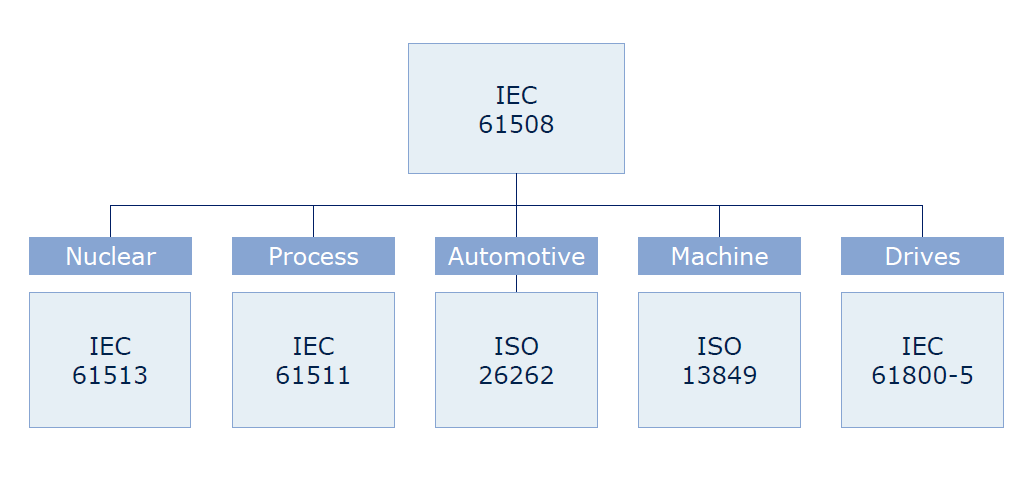 IEC
61508
Nuclear
Process
Automotive
Machine
Drives
IEC
61513
IEC
61511
ISO
26262
ISO
13849
IEC
61800-5